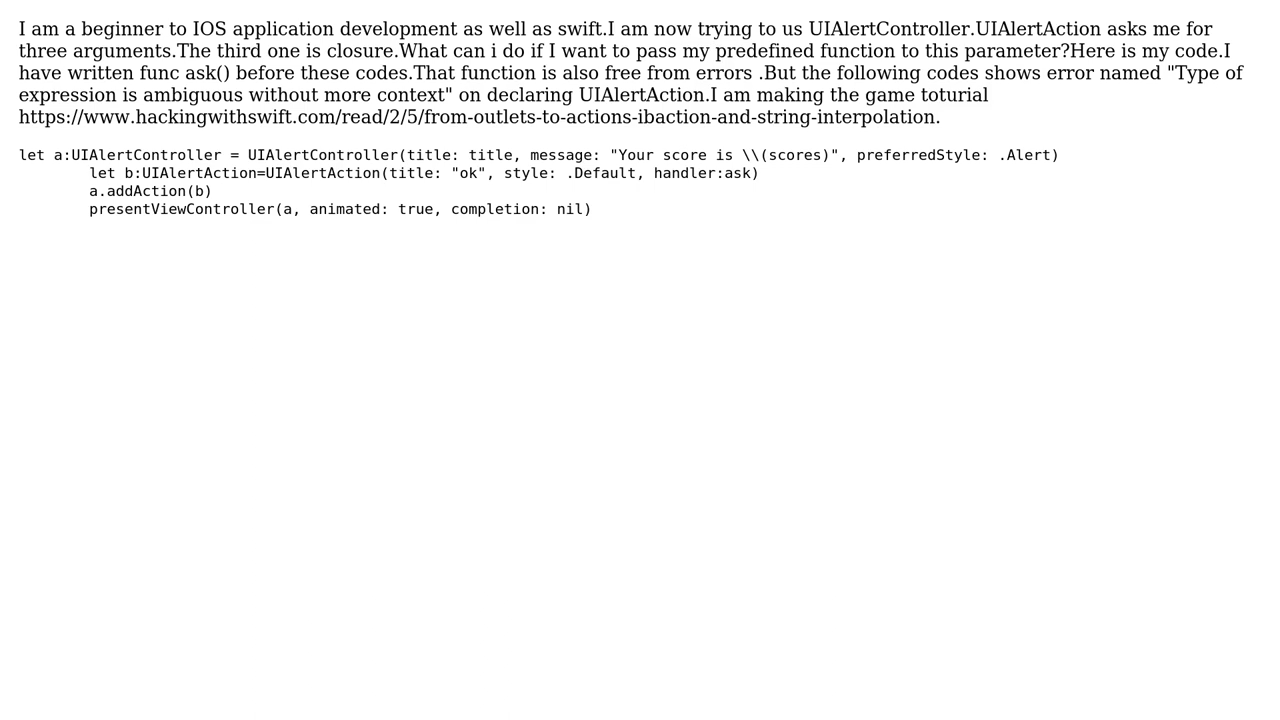 I am a beginner to IOS application development as well as swift.I am now trying to us UIAlertController.UIAlertAction asks me for
three arguments.The third one is closure.What can i do if I want to pass my predefined function to this parameter?Here is my code.I
have written func ask() before these codes.That function is also free from errors .But the following codes shows error named "Type of
expression is ambiguous without more context" on declaring UIAlertAction.I am making the game toturial
https://www.hackingwithswift.com/read/2/5/from-outlets-to-actions-ibaction-and-string-interpolation.
let a:UIAlertController = UIAlertController(title: title, message: "Your score is \\(scores)", preferredStyle: .Alert)
        let b:UIAlertAction=UIAlertAction(title: "ok", style: .Default, handler:ask)
        a.addAction(b)
        presentViewController(a, animated: true, completion: nil)